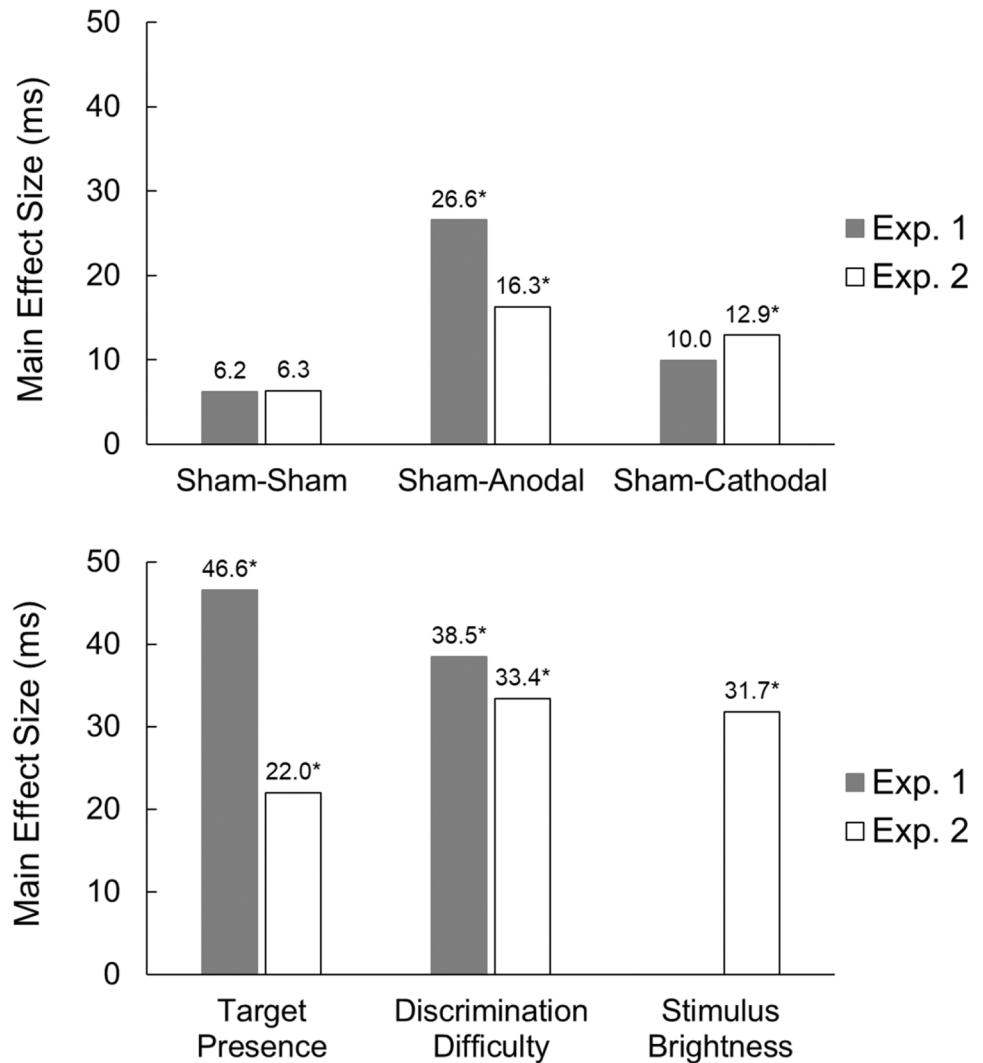 Main Effect Size (ms)
50
40
30
20
10
0
6.2
6.3
26.6*
16.3*
10.0
12.9*
Sham-Sham
Sham-Anodal
Sham-Cathodal
Exp. 1
Exp. 2
Main Effect Size (ms)
50
40
30
20
10
0
46.6*
22.0*
38.5*
33.4*
31.7*
Target
Presence
Discrimination
Difficulty
Stimulus
Brightness
Exp. 1
Exp. 2